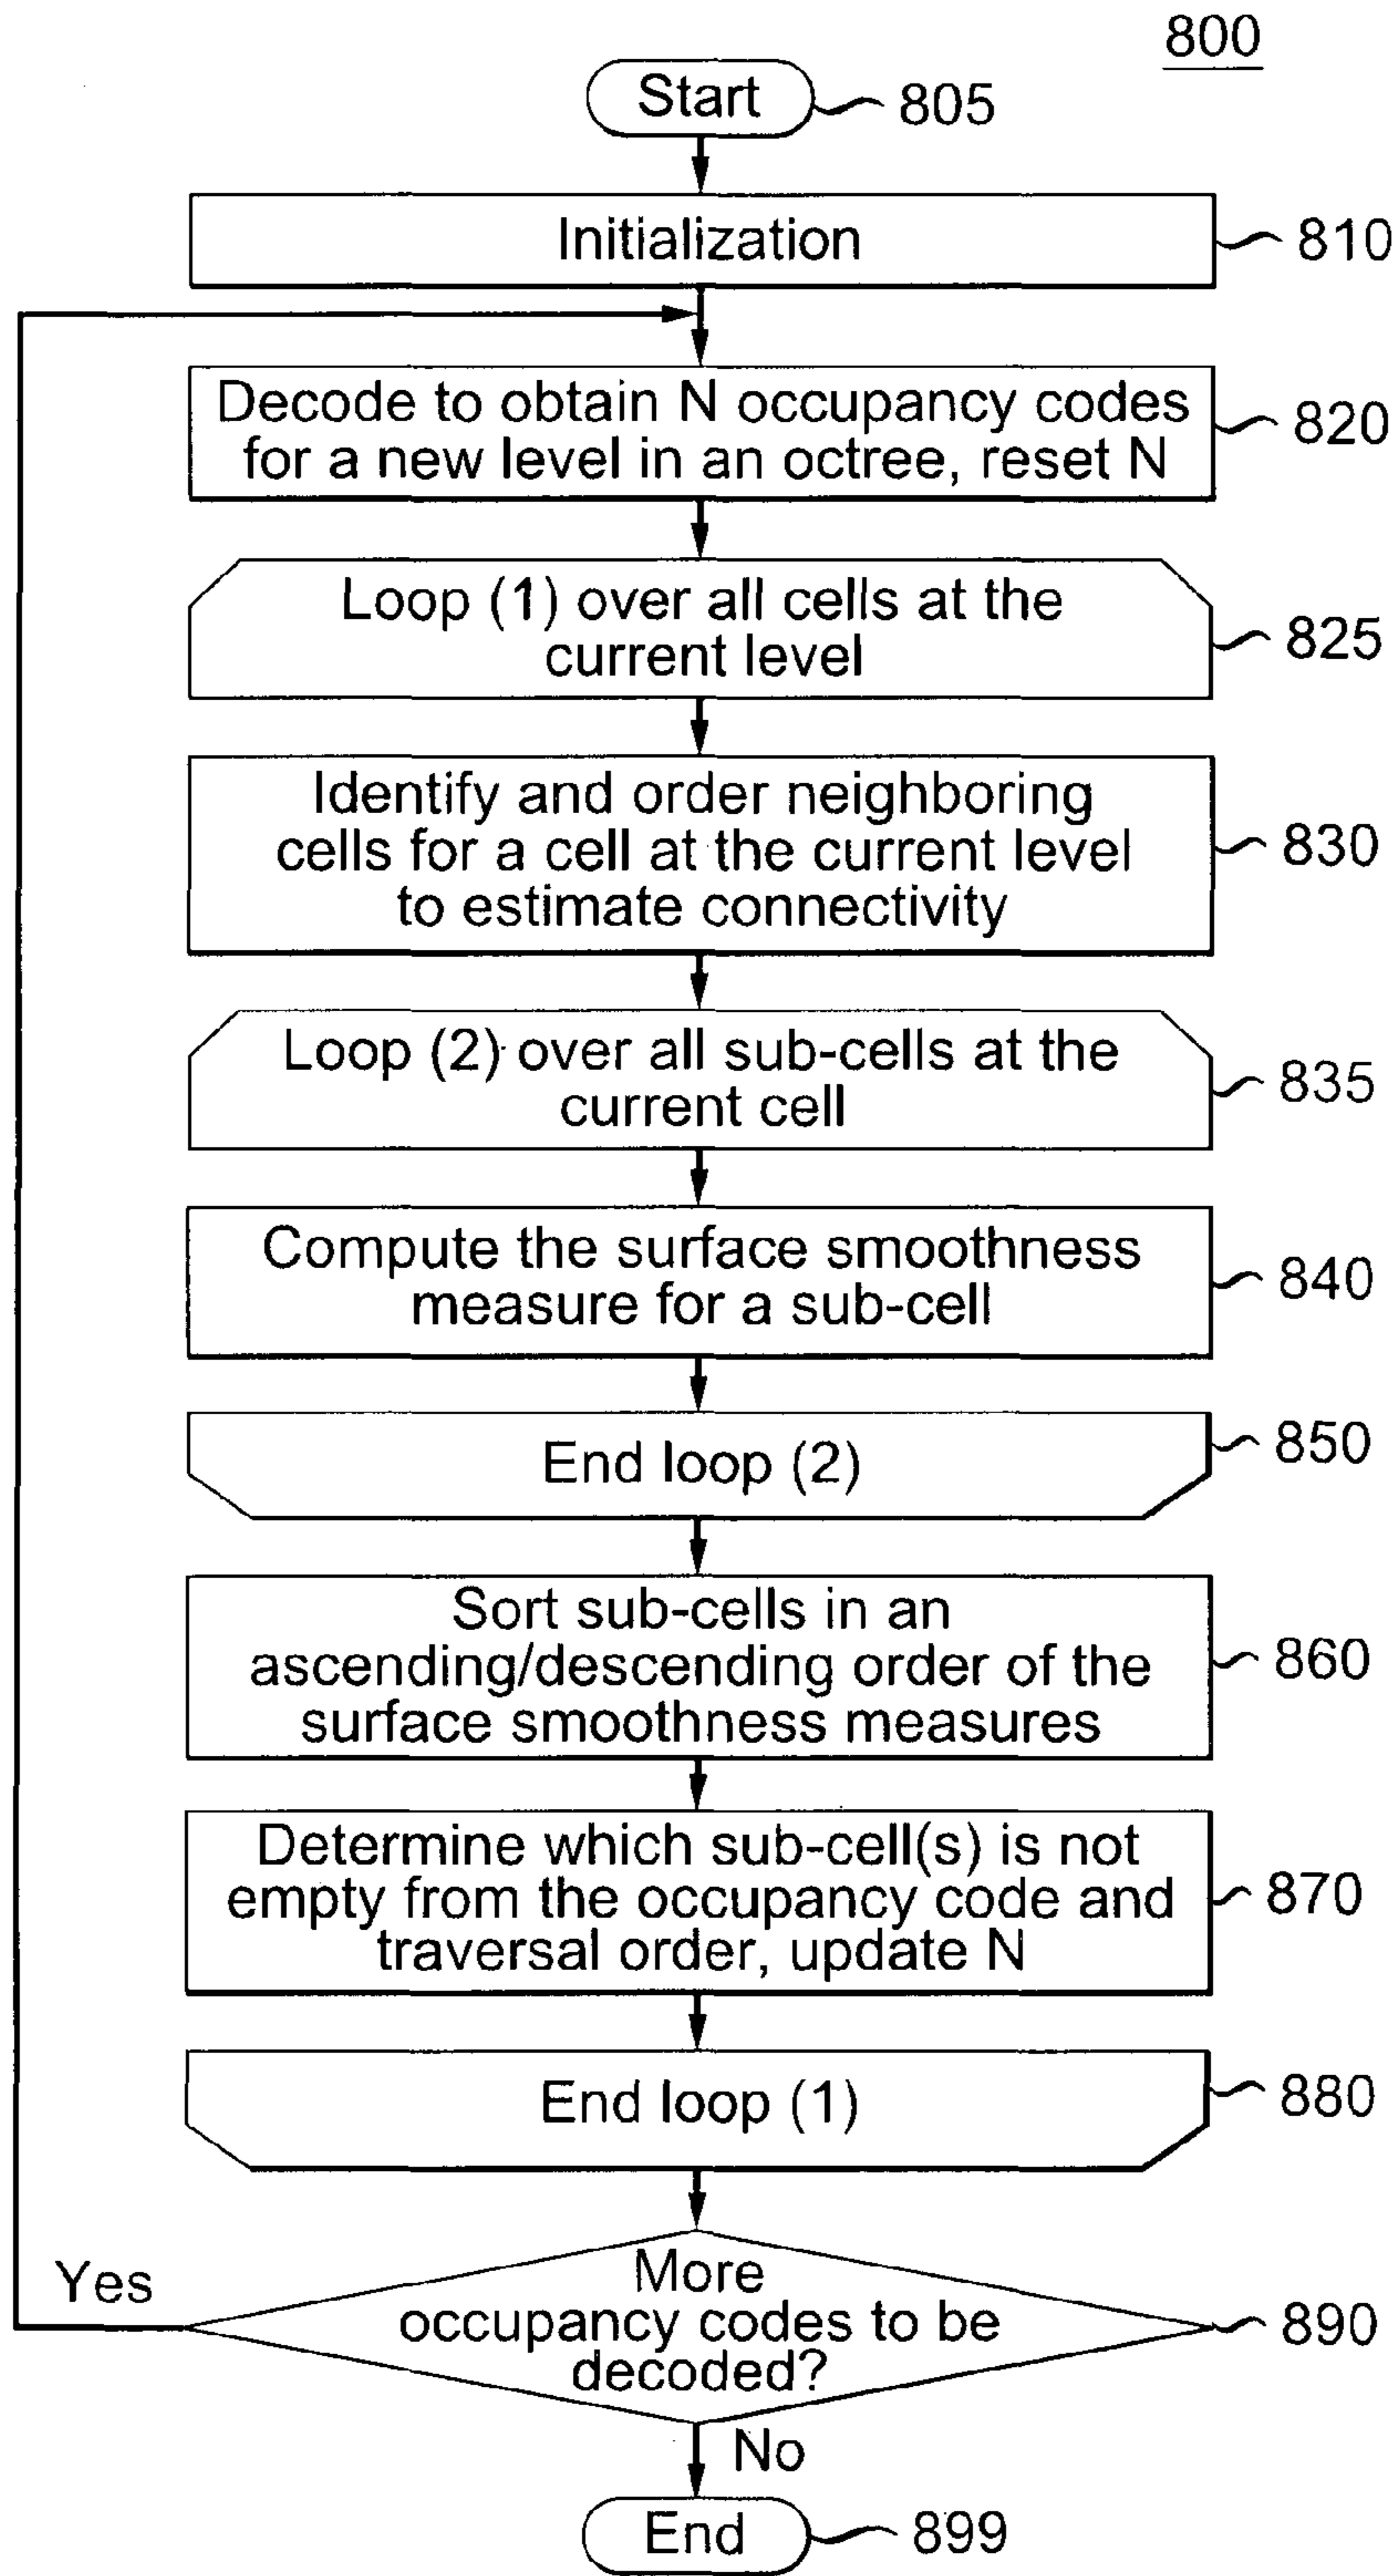 800
Start
805
Initialization
810
Decode to obtain N occupancy codes
for a new level in an octree, reset N
820
Loop (1) over all cells at the
current level
825
Identify and order neighboring
cells for a cell at the current level
to estimate connectivity
830
Loop (2) over all sub-cells at the
current cell
835
Compute the surface smoothness
measure for a sub-cell
840
End loop (2)
850
Sort sub-cells in an
ascending/descending order of the
surface smoothness measures
860
Determine which sub-cell(s) is not
empty from the occupancy code and
traversal order, update N
870
End loop (1)
880
More
occupancy codes to be
decoded?
890
Yes
No
End
899